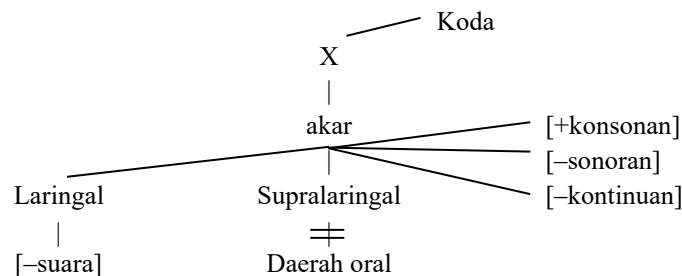 Koda
X
akar
[+konsonan]
[–sonoran]
Laringal Supralaringal [–kontinuan]
[–suara] Daerah oral